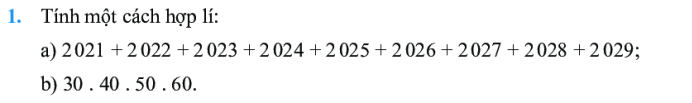 1. Tính một cách hợp lí:
a) 2 021 + 2 022 + 2 023 + 2 024 + 2 025 + 2 026 + 2 027 + 2 028 + 2 029;
b) 30 . 40 . 50 . 60.